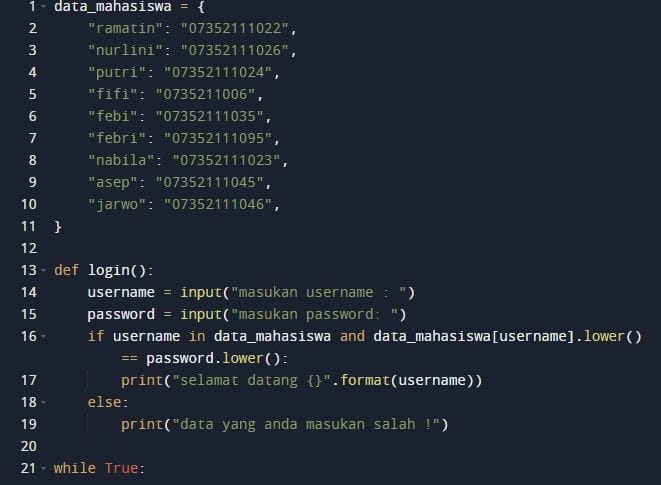 1 data_mahasiswa = {
2     "ramatin": "07352111022",
3     "nurlini": "07352111026",
4     "putri": "07352111024",
5     "fifi": "0735211006",
6     "febi": "07352111035",
7     "febri": "07352111095",
8     "nabila": "07352111023",
9     "asep": "07352111045",
10     "jarwo": "07352111046",
11 }
12
13 def login():
14     username = input("masukan username : ")
15     password = input("masukan password: ")
16     if username in data_mahasiswa and data_mahasiswa[username].lower()
        == password.lower():
17         print("selamat datang {}".format(username))
18     else:
19         print("data yang anda masukan salah !")
20
21 while True: